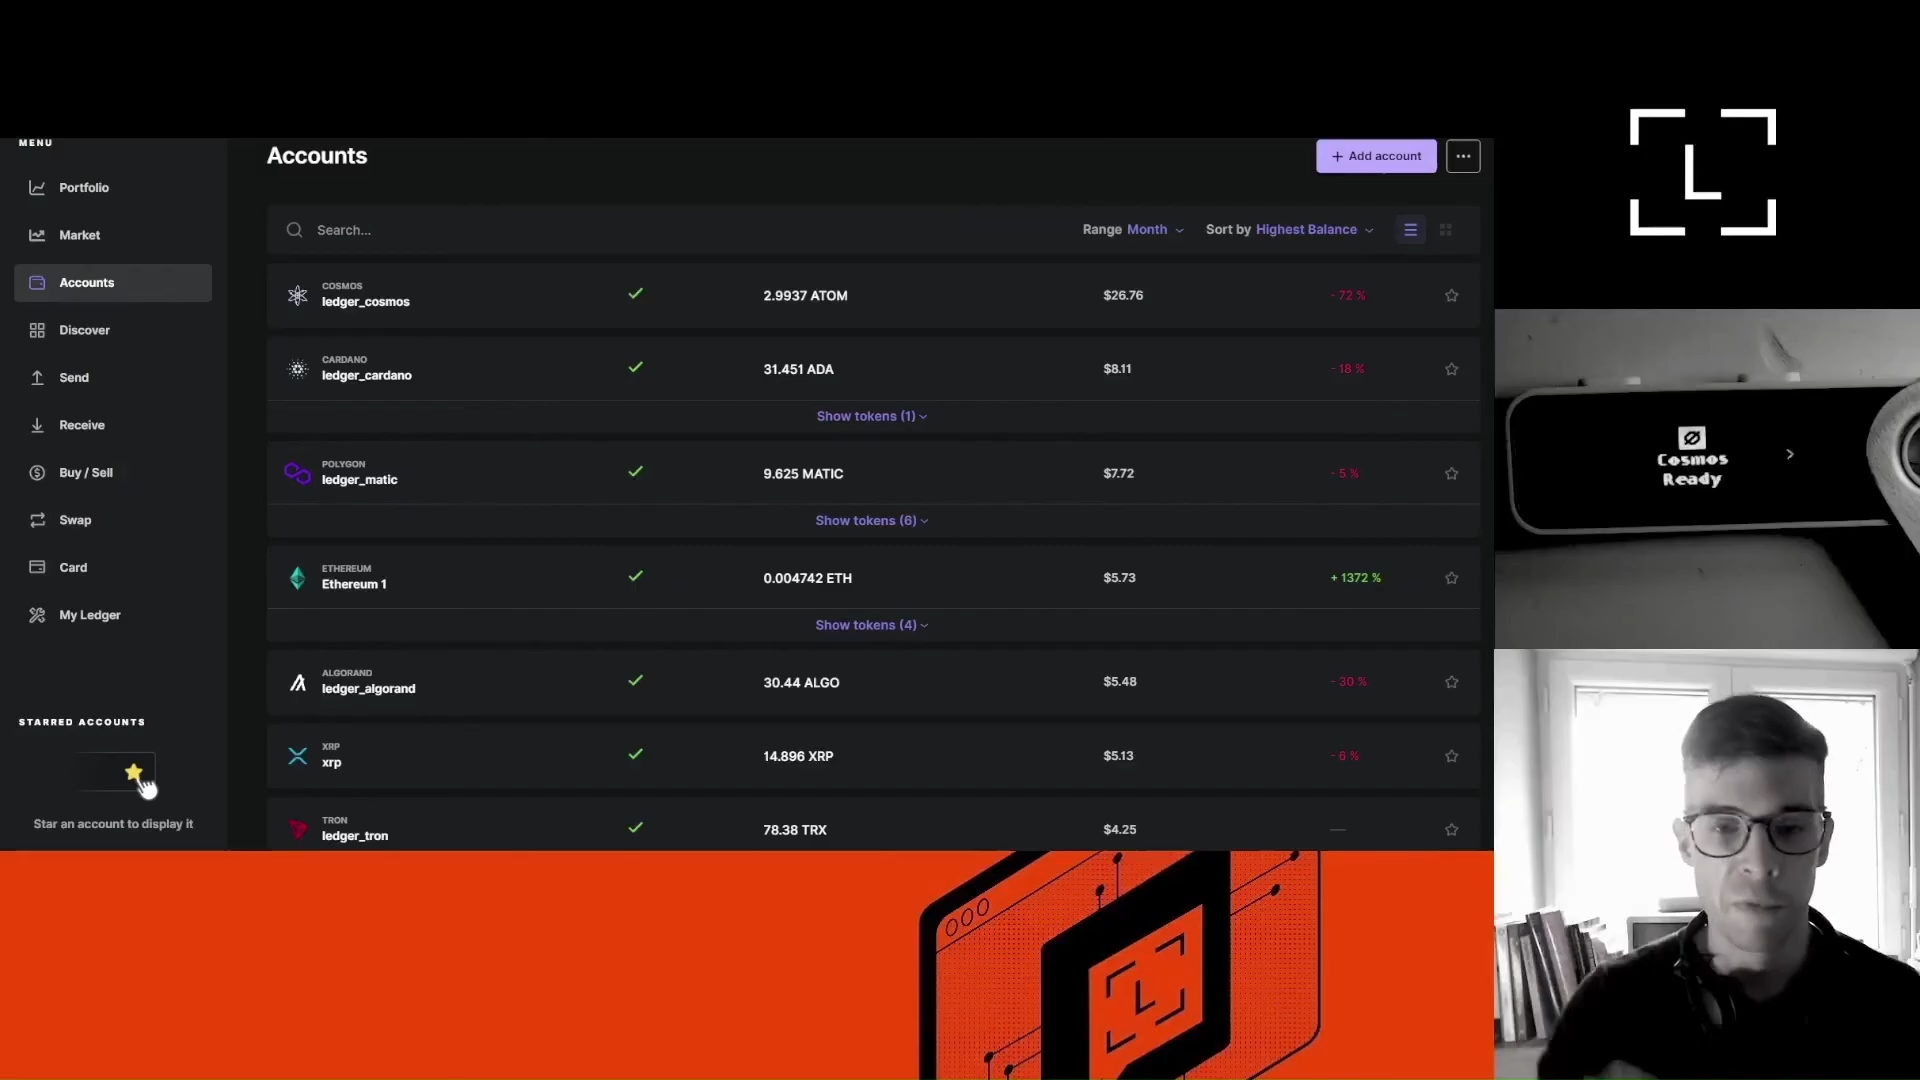 MENU
Portfolio
Market
Accounts
Discover
Send
Receive
Buy / Sell
Swap
Card
My Ledger
STARRED ACCOUNTS
Star an account to display it
Accounts
+ Add account
Search...
Range Month
Sort by Highest Balance
COSMOS
ledger_cosmos
2.9937 ATOM
$26.76
- 72 %
CARDANO
ledger_cardano
31.451 ADA
$8.11
- 18 %
Show tokens (1)
POLYGON
ledger_matic
9.625 MATIC
$7.72
- 5 %
Show tokens (6)
ETHEREUM
Ethereum 1
0.004742 ETH
$5.73
+ 1372 %
Show tokens (4)
ALGORAND
ledger_algorand
30.44 ALGO
$5.48
- 30 %
XRP
xrp
14.896 XRP
$5.13
- 6 %
TRON
ledger_tron
78.38 TRX
$4.25
—
L
Cosmos
Ready
L